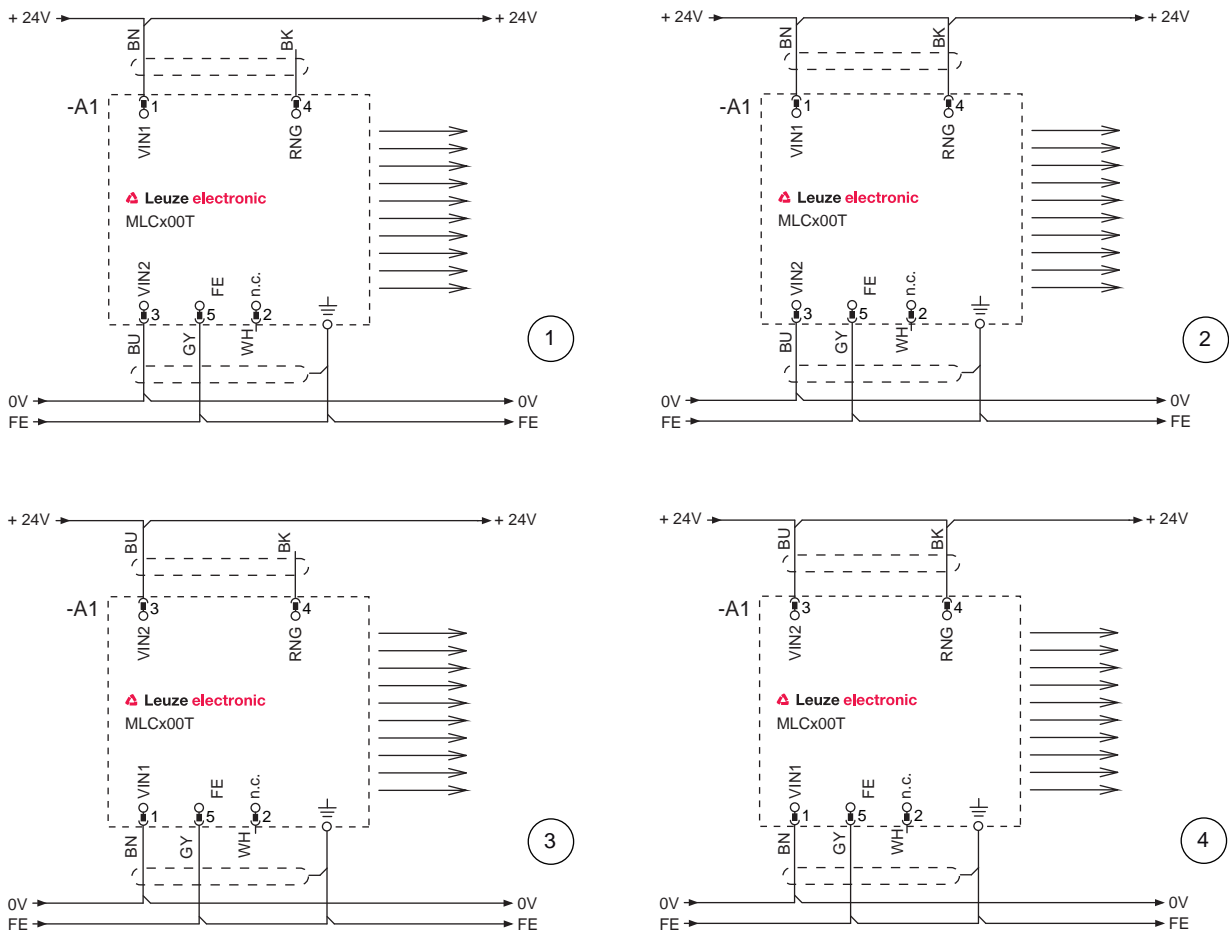 + 24V
+ 24V
BN
BK
-A1
1
4
VIN1
RNG
Leuze electronic
MLCx00T
VIN2
FE
n.c.
3
5
2
BU
GY
WH
1
0V
0V
FE
FE
+ 24V
+ 24V
BN
BK
-A1
1
4
VIN1
RNG
Leuze electronic
MLCx00T
VIN2
FE
n.c.
3
5
2
BU
GY
WH
2
0V
0V
FE
FE
+ 24V
+ 24V
BU
BK
-A1
3
4
VIN2
RNG
Leuze electronic
MLCx00T
VIN1
FE
n.c.
1
5
2
BN
GY
WH
3
0V
0V
FE
FE
+ 24V
+ 24V
BU
BK
-A1
3
4
VIN2
RNG
Leuze electronic
MLCx00T
VIN1
FE
n.c.
1
5
2
BN
GY
WH
4
0V
0V
FE
FE